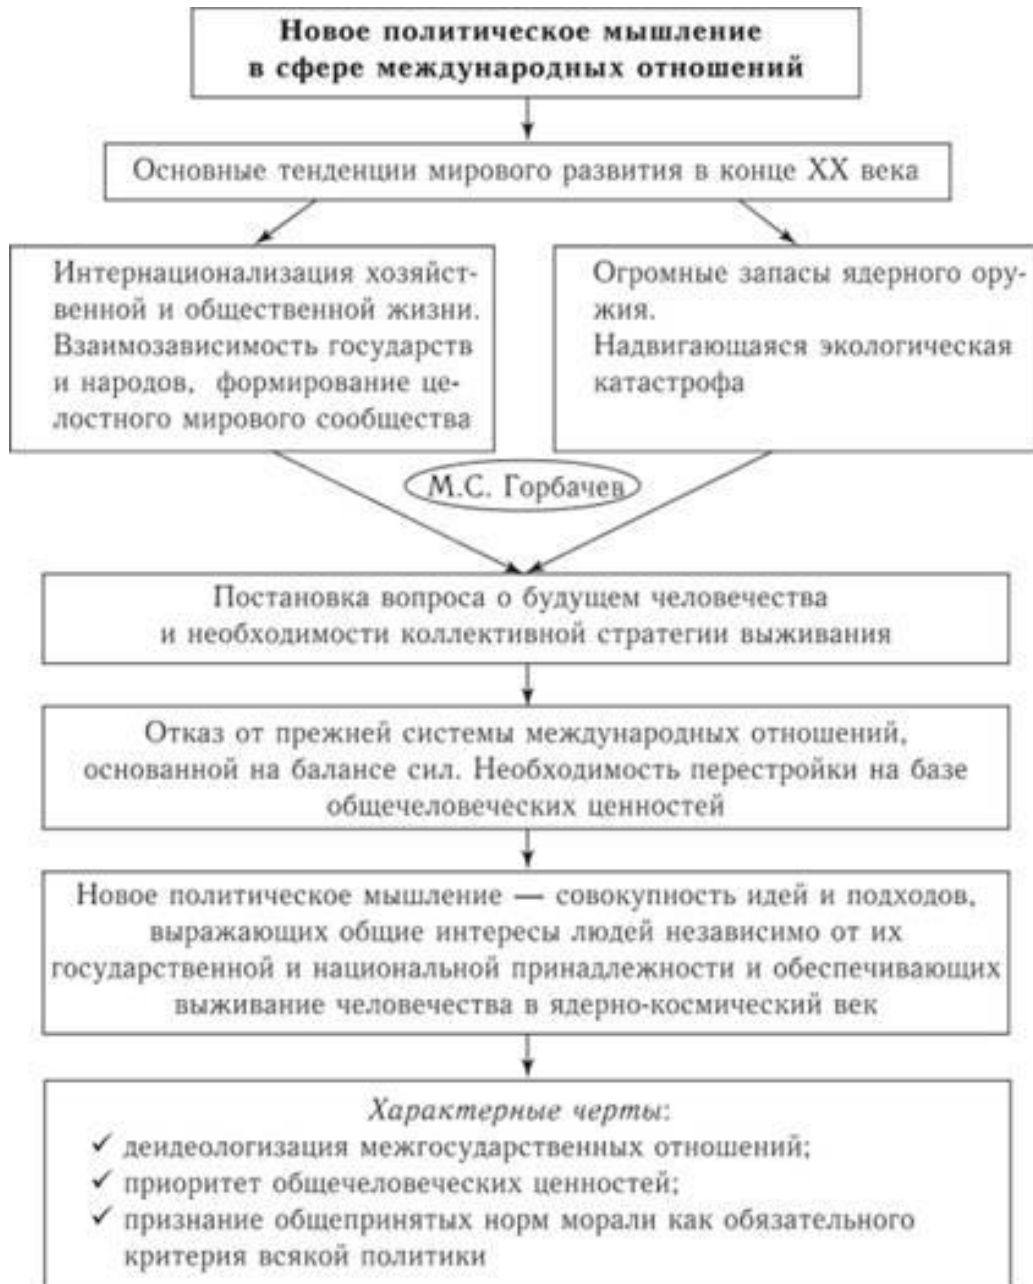 Новое политическое мышление
в сфере международных отношений
Основные тенденции мирового развития в конце XX века
Интернационализация хозяйст-
венной и общественной жизни.
Взаимозависимость государств
и народов, формирование це-
лостного мирового сообщества
Огромные запасы ядерного ору-
жия.
Надвигающаяся экологическая
катастрофа
М.С. Горбачев
Постановка вопроса о будущем человечества
и необходимости коллективной стратегии выживания
Отказ от прежней системы международных отношений,
основанной на балансе сил. Необходимость перестройки на базе
общечеловеческих ценностей
Новое политическое мышление — совокупность идей и подходов,
выражающих общие интересы людей независимо от их
государственной и национальной принадлежности и обеспечивающих
выживание человечества в ядерно-космический век
Характерные черты:
✓ деидеологизация межгосударственных отношений;
✓ приоритет общечеловеческих ценностей;
✓ признание общепринятых норм морали как обязательного
критерия всякой политики